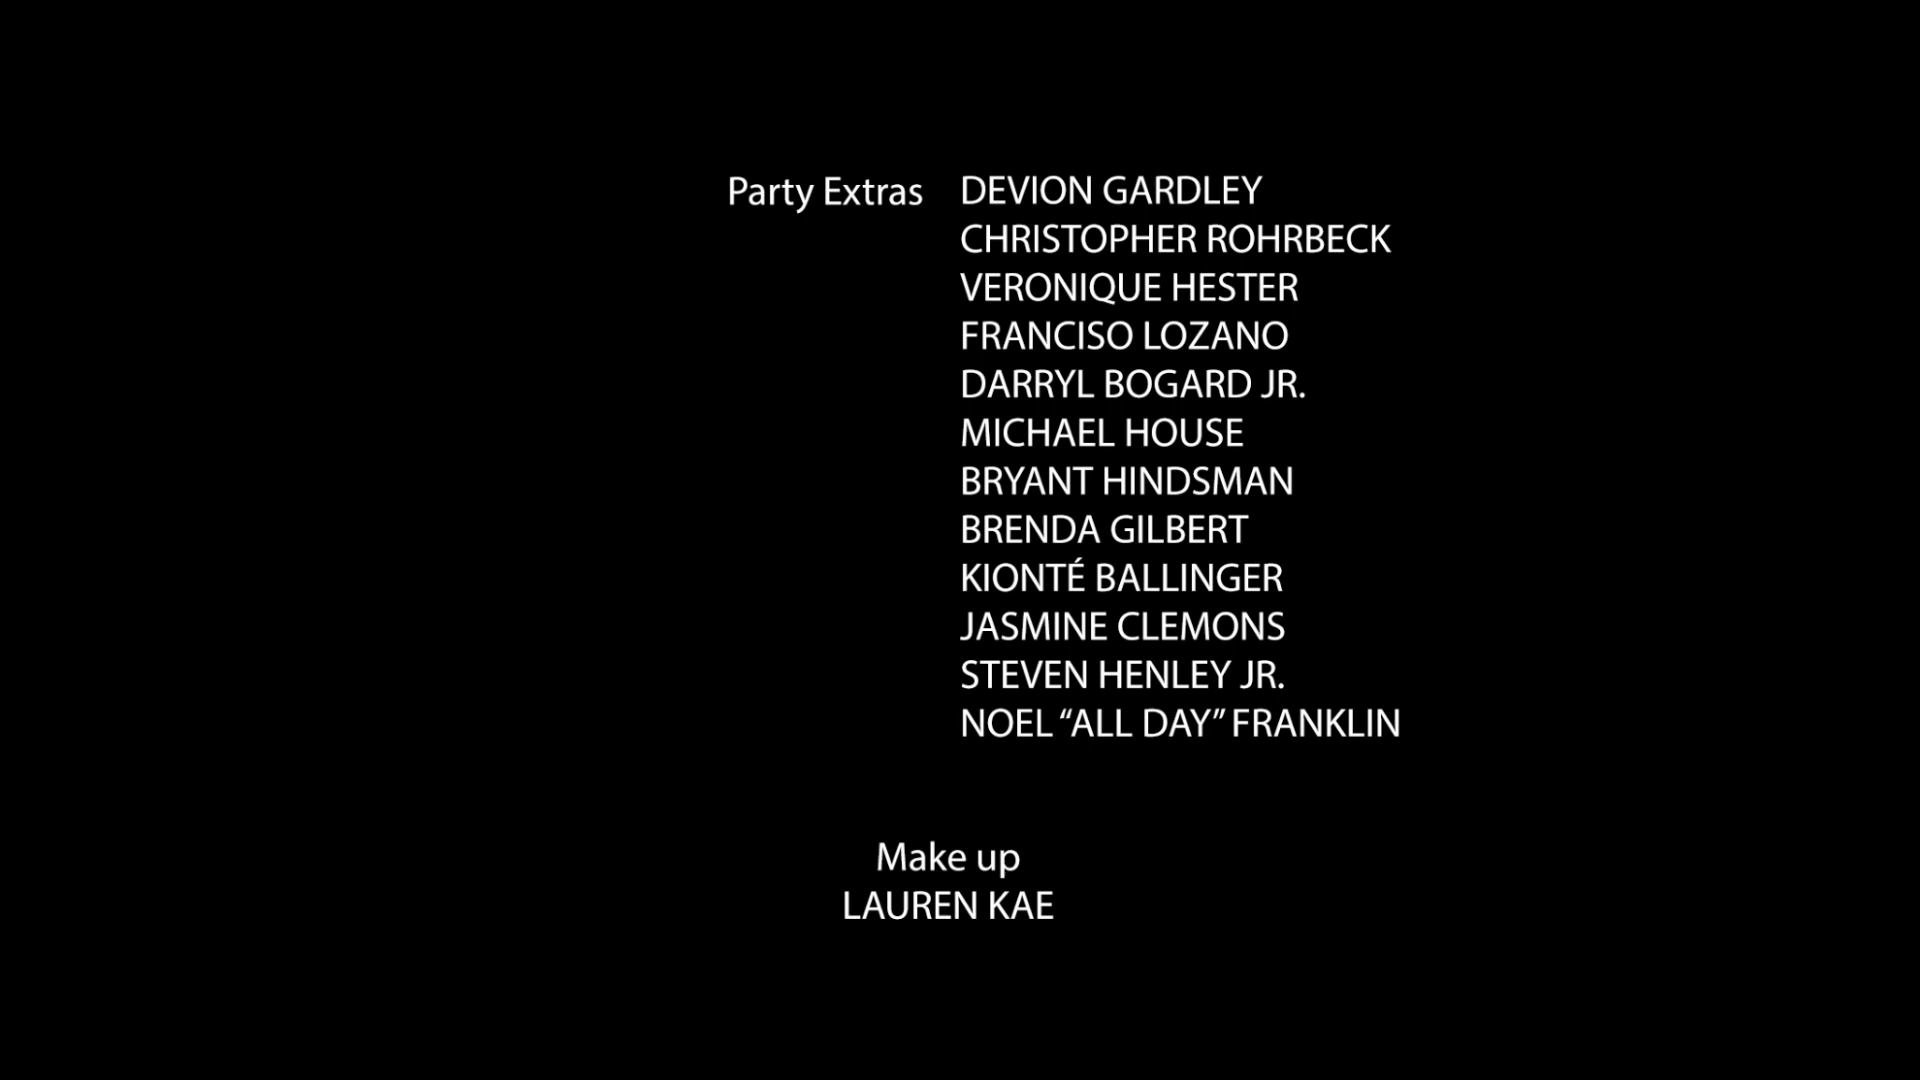 Party Extras DEVION GARDLEY
CHRISTOPHER ROHRBECK
VERONIQUE HESTER
FRANCISO LOZANO
DARRYL BOGARD JR.
MICHAEL HOUSE
BRYANT HINDSMAN
BRENDA GILBERT
KIONTÉ BALLINGER
JASMINE CLEMONS
STEVEN HENLEY JR.
NOEL “ALL DAY” FRANKLIN
Make up
LAUREN KAE